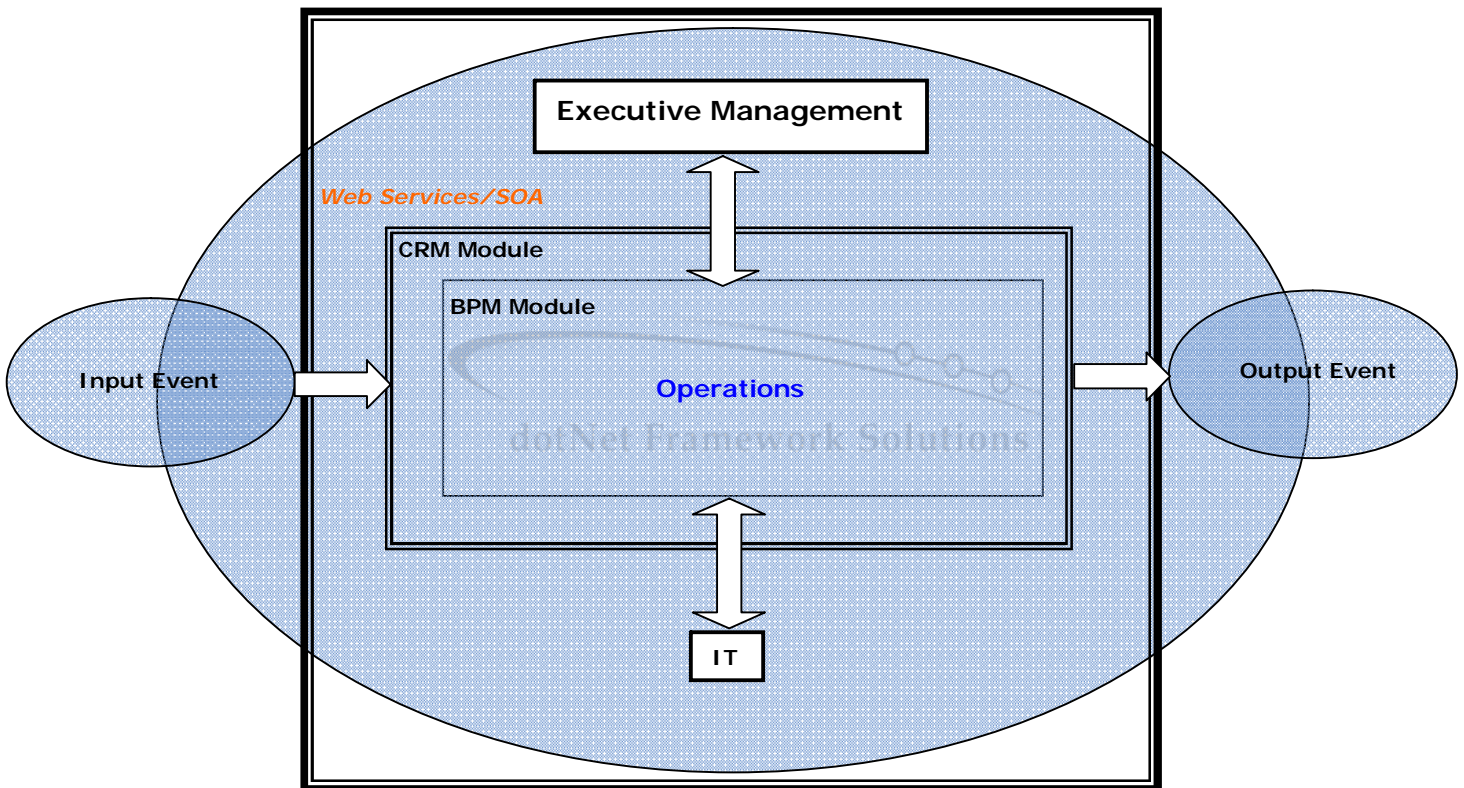 Executive Management
Web Services/SOA
CRM Module
BPM Module
Input Event
Operations
Output Event
dotNet Framework Solutions
IT